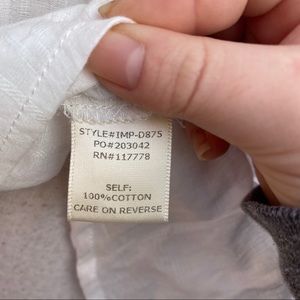 STYLE#IMP-D875
PO#203042
RN#117778
SELF:
100%COTTON
CARE ON REVERSE